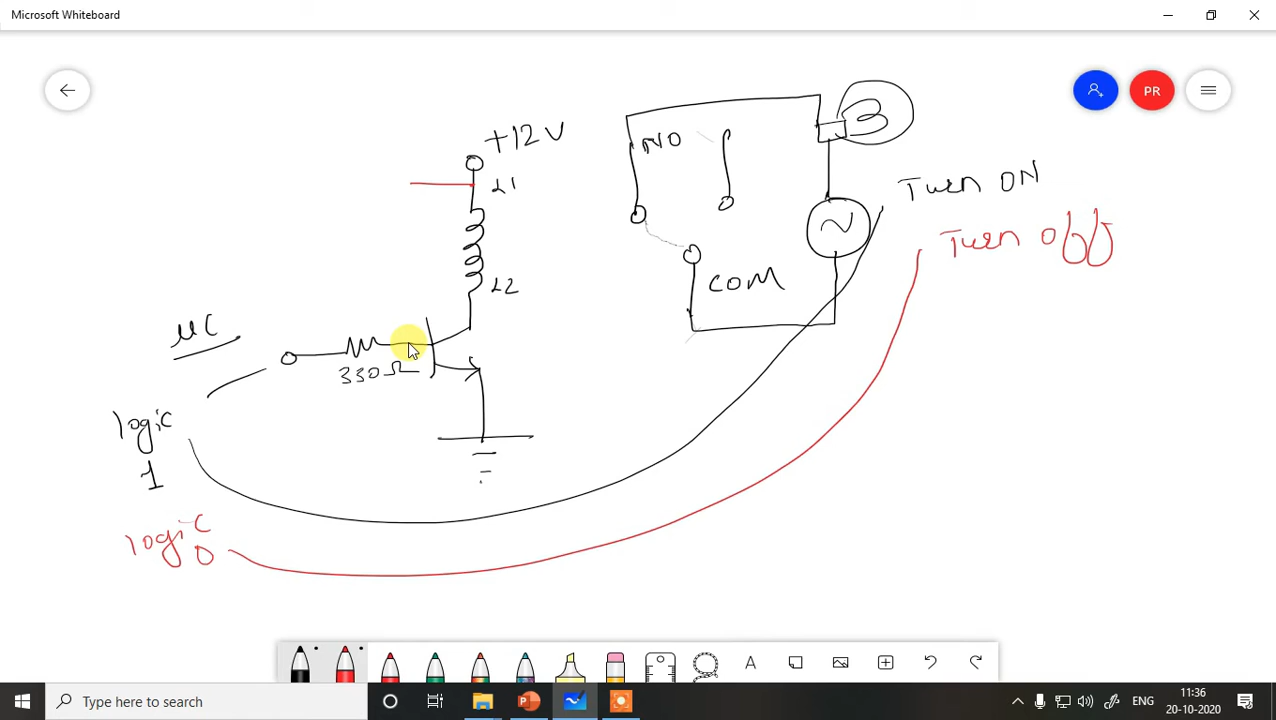 Microsoft Whiteboard
PR
+12V
L1
L2
NO
COM
Turn ON
Turn Off
μC
330Ω
logic
1
logic
0
A
Type here to search
ENG
11:36
20-10-2020